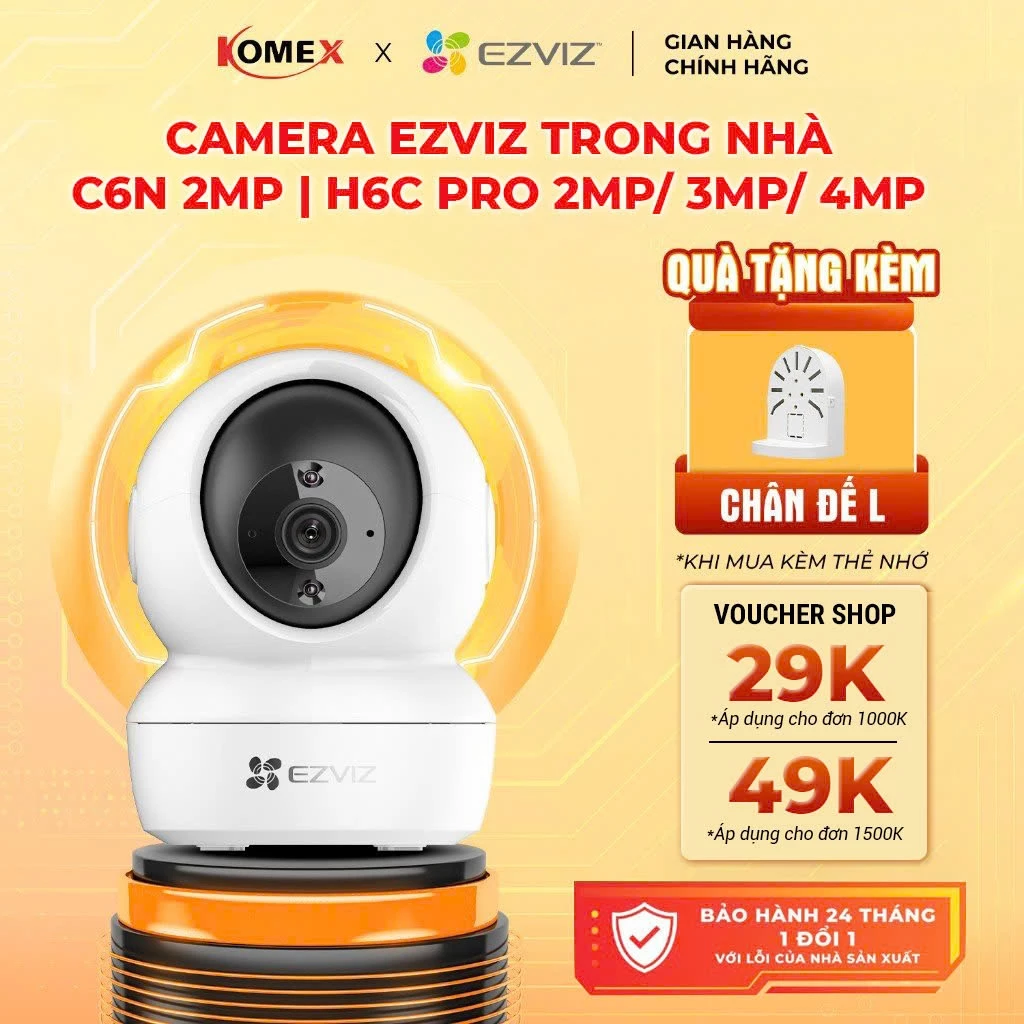 KOMEX X EZVIZ™ | GIAN HÀNG
CHÍNH HÃNG
CAMERA EZVIZ TRONG NHÀ
C6N 2MP | H6C PRO 2MP/ 3MP/ 4MP
QUÀ TẶNG KÈM
CHÂN ĐẾ L
*KHI MUA KÈM THẺ NHỚ
VOUCHER SHOP
29K
*Áp dụng cho đơn 1000K
49K
*Áp dụng cho đơn 1500K
EZVIZ
BẢO HÀNH 24 THÁNG
1 ĐỔI 1
VỚI LỖI CỦA NHÀ SẢN XUẤT